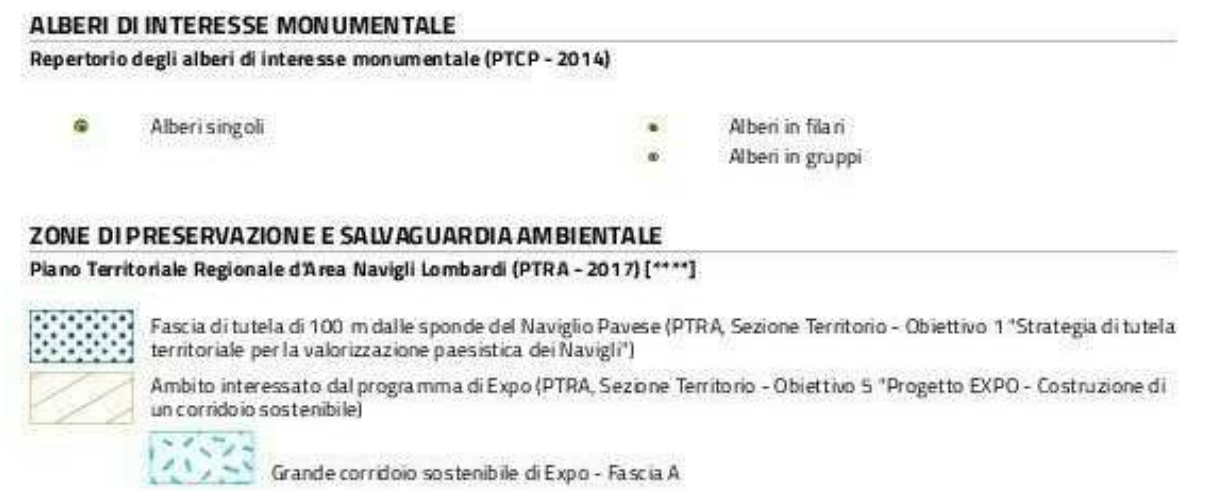 ALBERI DI INTERESSE MONUMENTALE
Repertorio degli alberi di interesse monumentale (PTCP - 2014)
Alberi singoli
Alberi in filari
Alberi in gruppi
ZONE DI PRESERVAZIONE E SALVAGUARDIA AMBIENTALE
Piano Territoriale Regionale d'Area Navigli Lombardi (PTRA - 2017) [****]
Fascia di tutela di 100 m dalle sponde del Naviglio Pavese (PTRA, Sezione Territorio - Obiettivo 1 "Strategia di tutela
territoriale per la valorizzazione paesistica dei Navigli")
Ambito interessato dal programma di Expo (PTRA, Sezione Territorio - Obiettivo 5 "Progetto EXPO - Costruzione di
un corridoio sostenibile)
Grande corridoio sostenibile di Expo - Fascia A